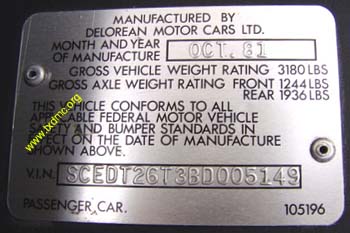 MANUFACTURED BY
DELOREAN MOTOR CARS LTD.
MONTH AND YEAR
OF MANUFACTURE OCT. 81
GROSS VEHICLE WEIGHT RATING 3180 LBS
GROSS AXLE WEIGHT RATING FRONT 1244 LBS
REAR 1936 LBS
THIS VEHICLE CONFORMS TO ALL
APPLICABLE FEDERAL MOTOR VEHICLE
SAFETY AND BUMPER STANDARDS IN
EFFECT ON THE DATE OF MANUFACTURE
SHOWN ABOVE.
V.I.N. SCEDT26T3BD005149
PASSENGER CAR. 105196
www.txdmc.org